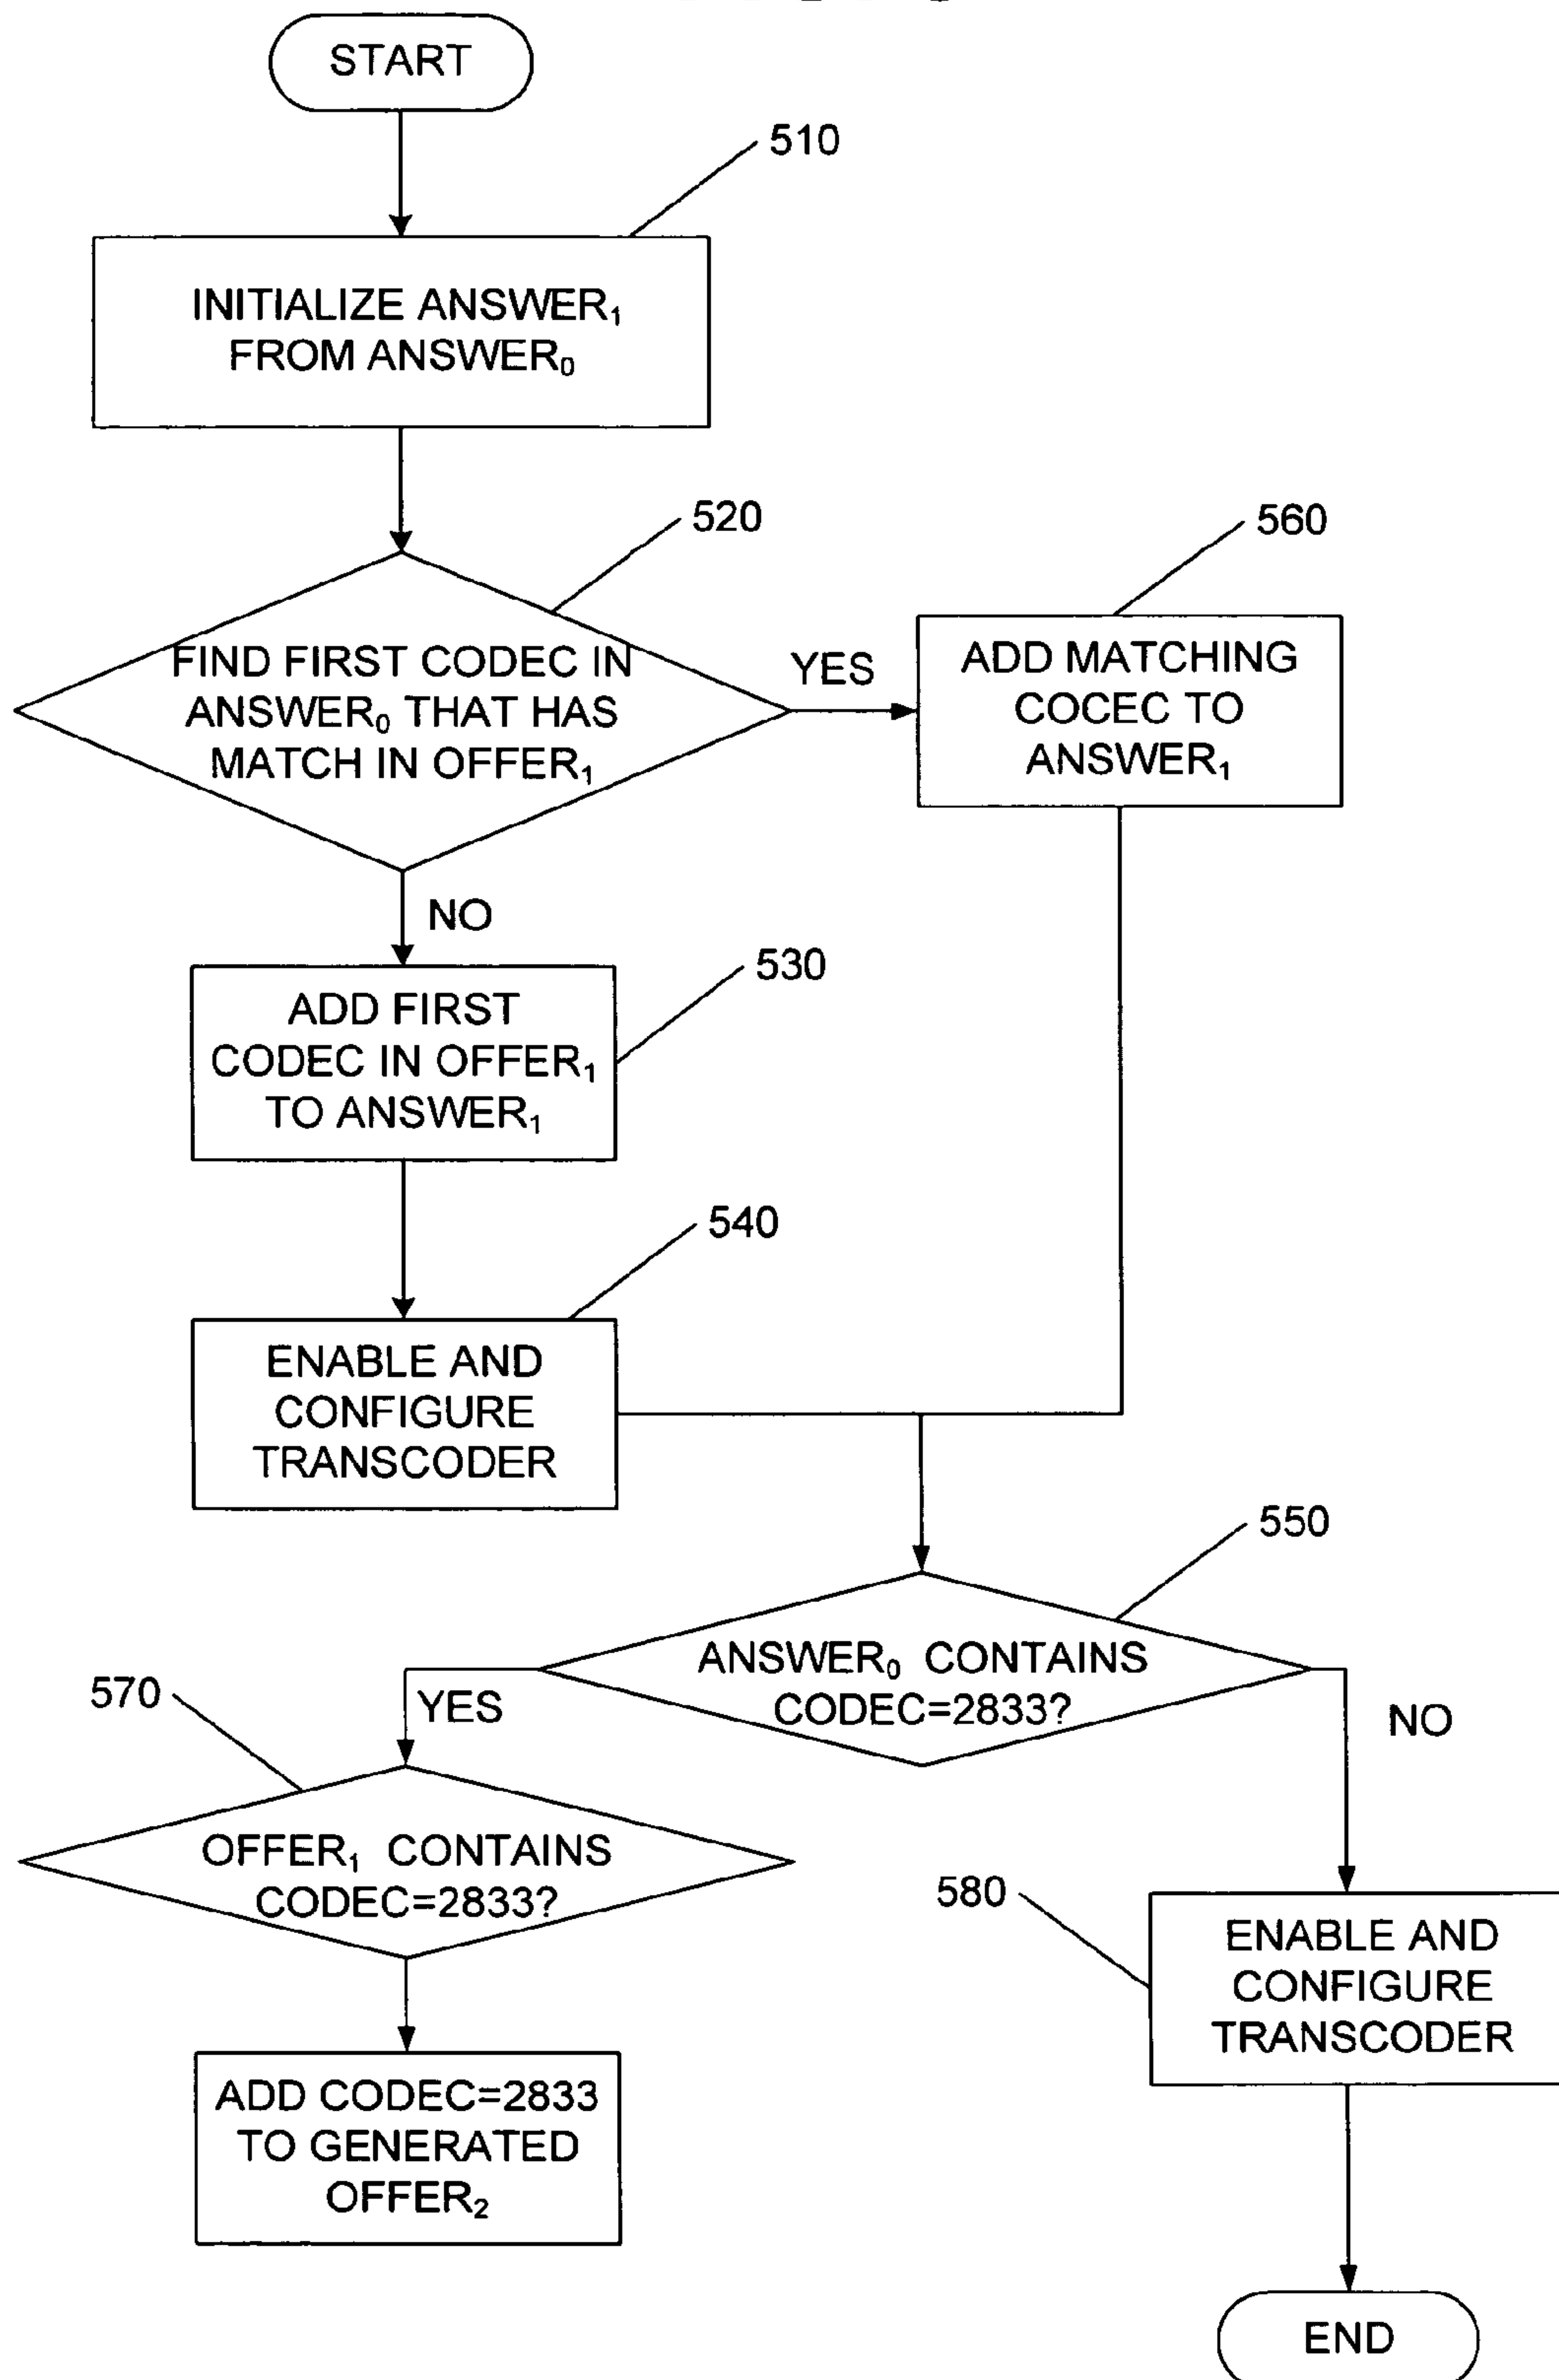 START
510
INITIALIZE ANSWER₁
FROM ANSWER₀
520
560
FIND FIRST CODEC IN
ANSWER₀ THAT HAS
MATCH IN OFFER₁
YES
ADD MATCHING
COCEC TO
ANSWER₁
NO
530
ADD FIRST
CODEC IN OFFER₁
TO ANSWER₁
540
ENABLE AND
CONFIGURE
TRANSCODER
550
ANSWER₀ CONTAINS
CODEC=2833?
570
YES
NO
OFFER₁ CONTAINS
CODEC=2833?
580
ENABLE AND
CONFIGURE
TRANSCODER
ADD CODEC=2833
TO GENERATED
OFFER₂
END